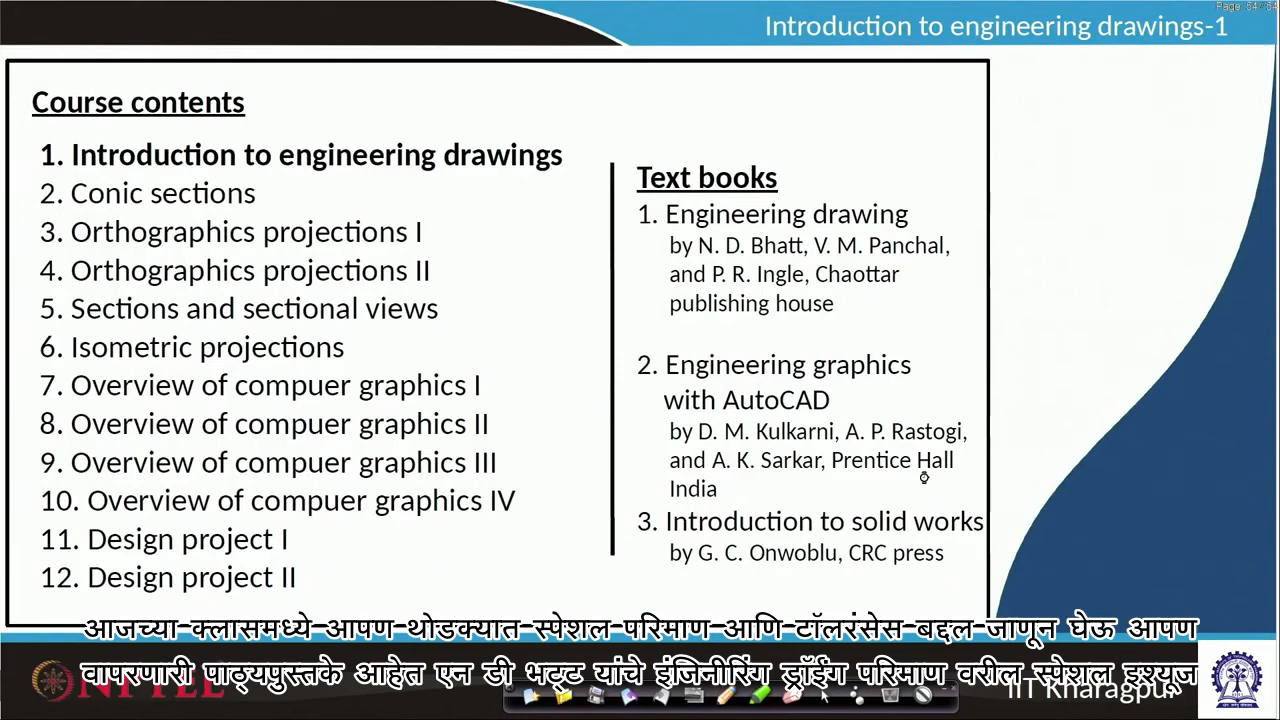 Page: 64 / 64
Introduction to engineering drawings-1
Course contents
1. Introduction to engineering drawings
2. Conic sections
3. Orthographics projections I
4. Orthographics projections II
5. Sections and sectional views
6. Isometric projections
7. Overview of compuer graphics I
8. Overview of compuer graphics II
9. Overview of compuer graphics III
10. Overview of compuer graphics IV
11. Design project I
12. Design project II
Text books
1. Engineering drawing
by N. D. Bhatt, V. M. Panchal,
and P. R. Ingle, Chaottar
publishing house
2. Engineering graphics
with AutoCAD
by D. M. Kulkarni, A. P. Rastogi,
and A. K. Sarkar, Prentice Hall
India
3. Introduction to solid works
by G. C. Onwoblu, CRC press
आजच्या क्लासमध्ये आपण थोडक्यात स्पेशल परिमाण आणि टॉलरंसेस बद्दल जाणून घेऊ आपण
वापरणारी पाठ्यपुस्तके आहेत एन डी भट्ट यांचे इंजिनीरिंग ड्रॉईंग परिमाण वरील स्पेशल इश्यूज
NPTEL
IIT Kharagpur